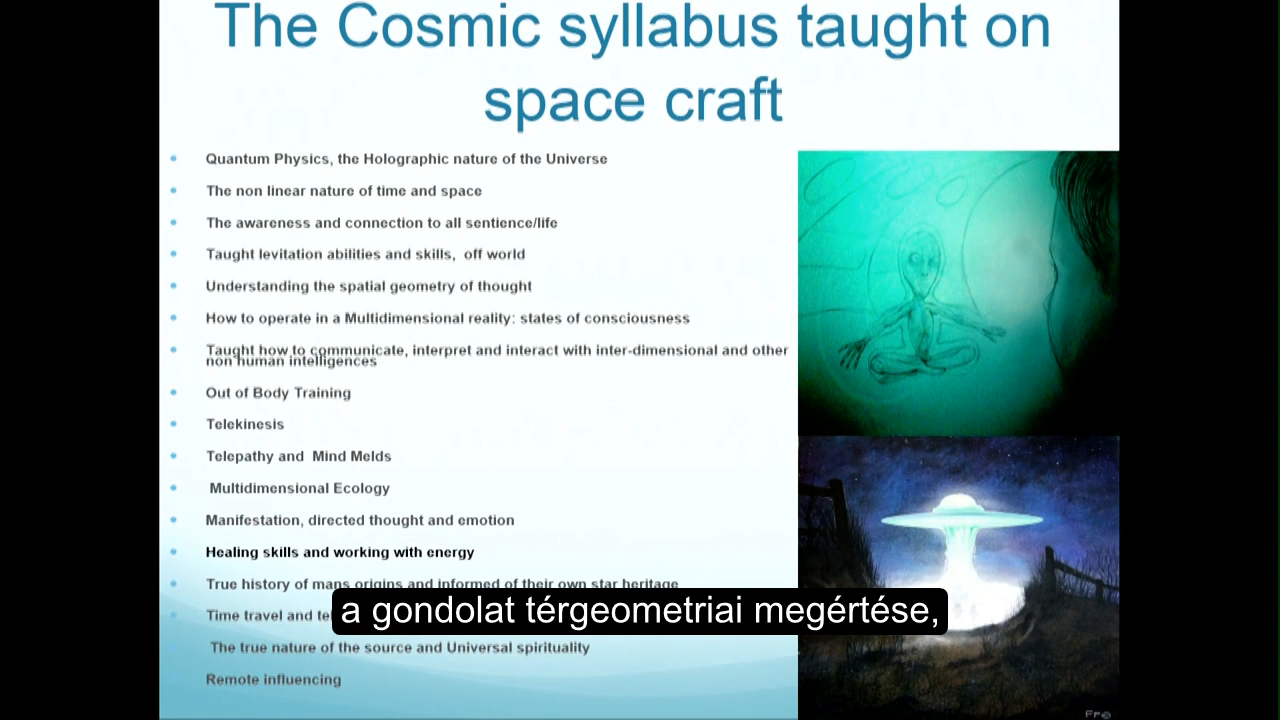 The Cosmic syllabus taught on
space craft
Quantum Physics, the Holographic nature of the Universe
The non linear nature of time and space
The awareness and connection to all sentience/life
Taught levitation abilities and skills, off world
Understanding the spatial geometry of thought
How to operate in a Multidimensional reality: states of consciousness
Taught how to communicate, interpret and interact with inter-dimensional and other
non human intelligences
Out of Body Training
Telekinesis
Telepathy and Mind Melds
Multidimensional Ecology
Manifestation, directed thought and emotion
Healing skills and working with energy
True history of mans origins and informed of their own star heritage
Time travel and
a gondolat térgeometriai megértése,
The true nature of the source and Universal spirituality
Remote influencing